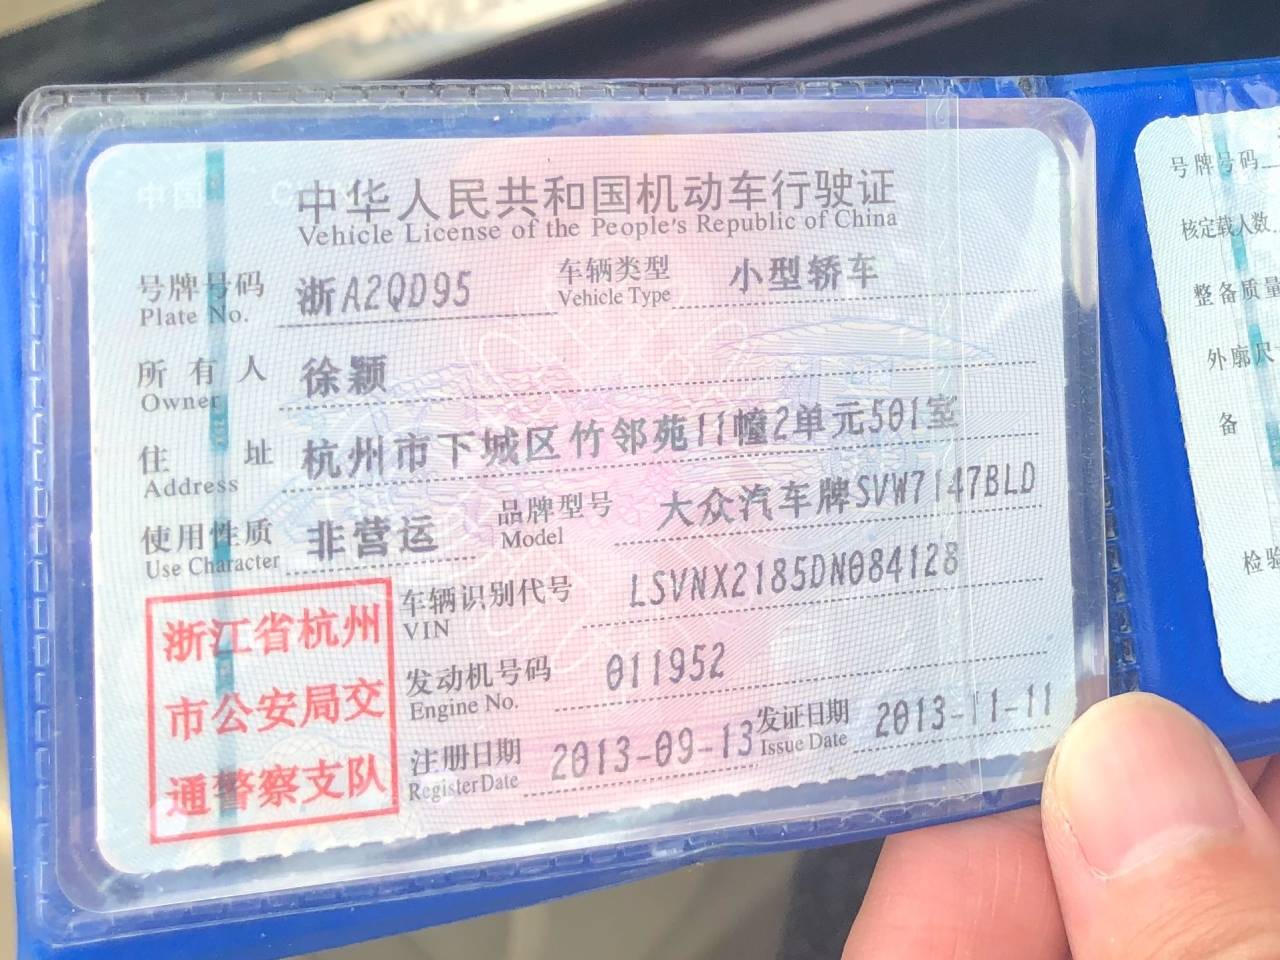 中华人民共和国机动车行驶证
Vehicle License of the People's Republic of China
号牌号码 浙A2QD95 车辆类型 小型轿车
Plate No. Vehicle Type
所有人 徐颖
Owner
住址 杭州市下城区竹邻苑11幢2单元501室
Address
使用性质 非营运 品牌型号 大众汽车牌SVW7147BLD
Use Character Model
浙江省杭州
市公安局交
通警察支队
车辆识别代号 LSVNX2185DN084128
VIN
发动机号码 011952
Engine No.
注册日期 2013-09-13 发证日期 2013-11-11
Register Date Issue Date
号牌号码
核定载人数
整备质量
外廓尺
备
检验